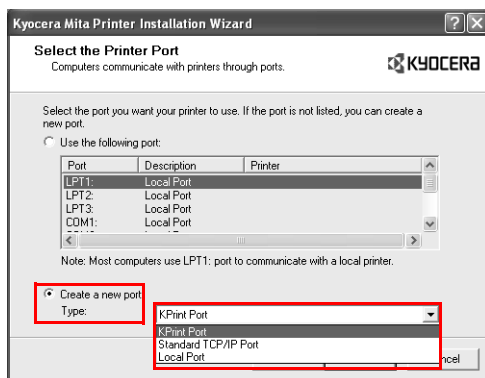 Kyocera Mita Printer Installation Wizard
Select the Printer Port
Computers communicate with printers through ports.
KYOCERA
Select the port you want your printer to use. If the port is not listed, you can create a
new port.
Use the following port:
Port Description Printer
LPT1: Local Port
LPT2: Local Port
LPT3: Local Port
COM1: Local Port
Note: Most computers use LPT1: port to communicate with a local printer.
Create a new port
Type: KPrint Port
KPrint Port
Standard TCP/IP Port
Local Port